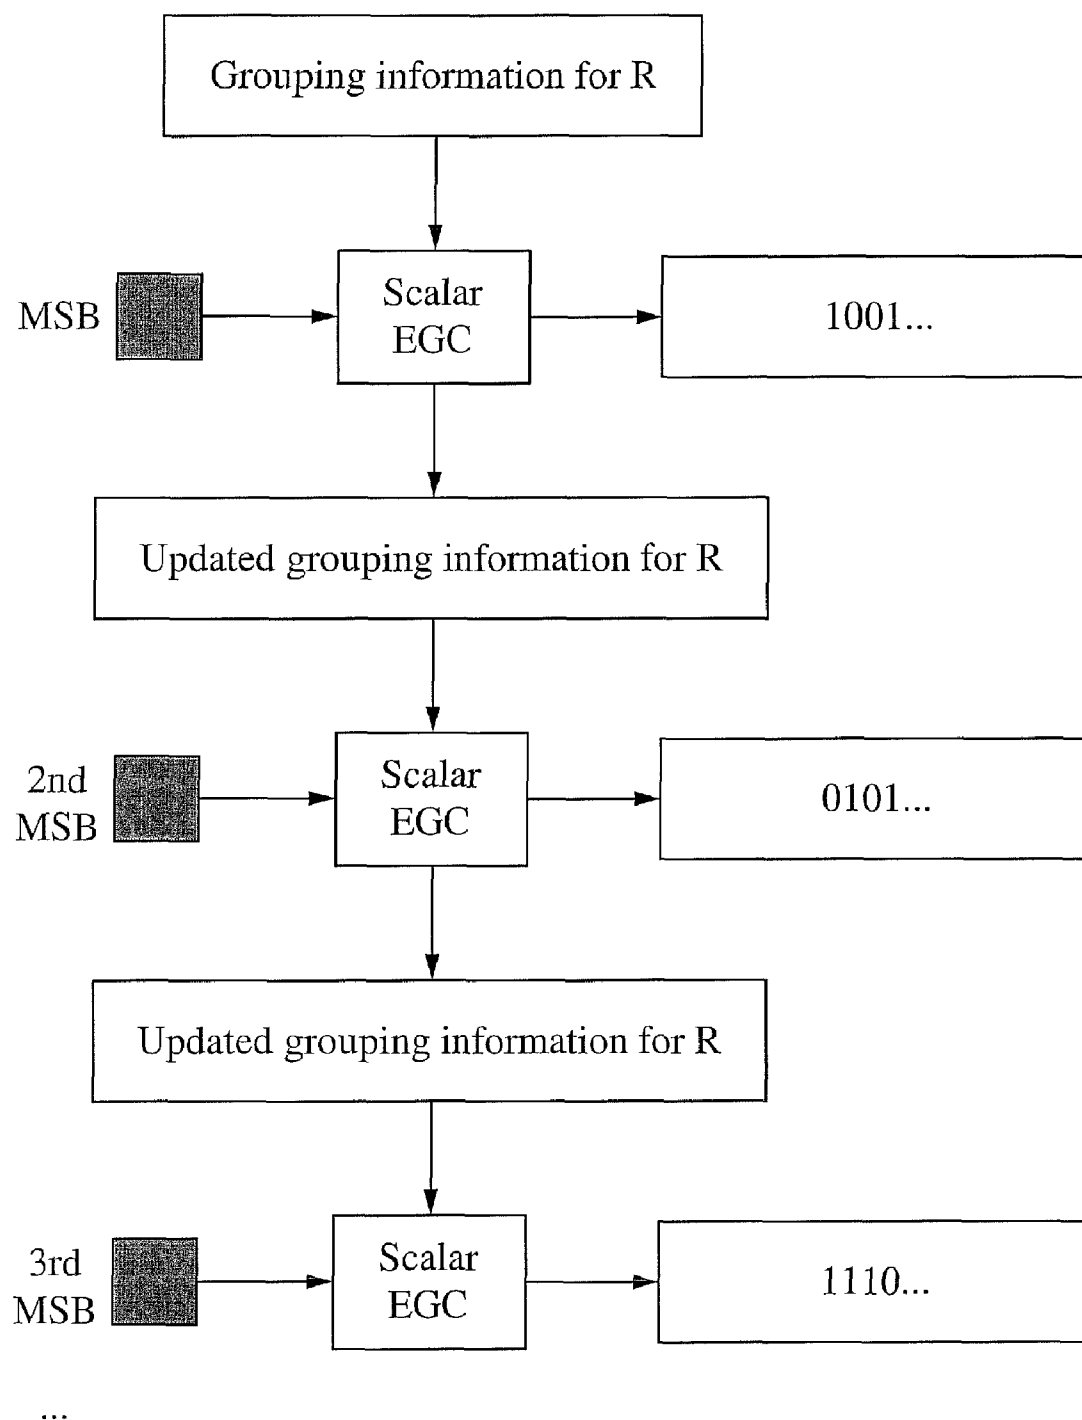 Grouping information for R
MSB
Scalar
EGC
1001...
Updated grouping information for R
2nd
MSB
Scalar
EGC
0101...
Updated grouping information for R
3rd
MSB
Scalar
EGC
1110...
...